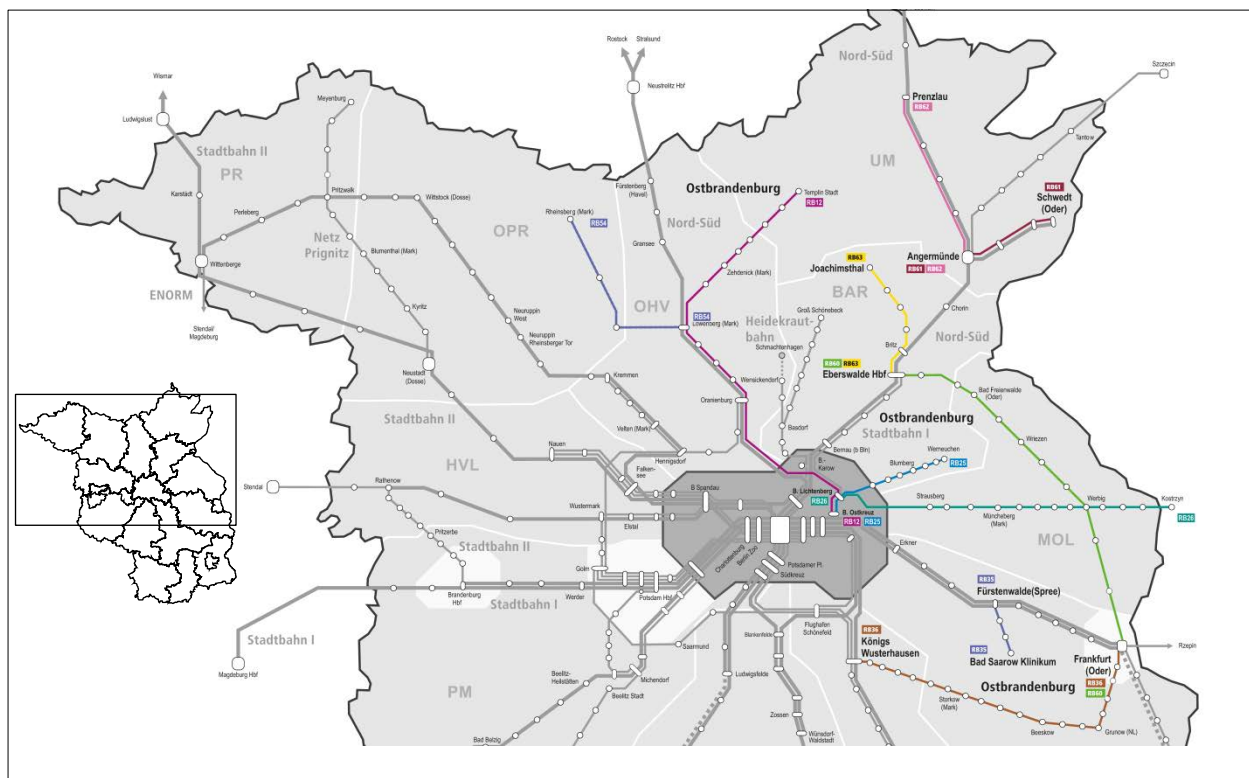 Rostock
Stralsund
Nord-Süd
Wismar
Neustrelitz Hbf
Szczecin
Meyenburg
Prenzlau
RB62
Ludwigslust
Stadtbahn II
PR
Tantow
UM
Karstädt
Pritzwalk
Wittstock (Dosse)
Fürstenberg
(Havel)
Ostbrandenburg
Templin Stadt
RB12
RB61
Schwedt
(Oder)
Perleberg
Rheinsberg (Mark)
RB54
Nord-Süd
OPR
Netz
Prignitz
Gransee
Blumenthal (Mark)
Angermünde
RB61
RB62
Wittenberge
RB63
Joachimsthal
Zehdenick (Mark)
BAR
ENORM
OHV
Kyritz
Groß Schönebeck
Chorin
Stendal/
Magdeburg
Neuruppin
West
RB54
Löwenberg (Mark)
Heidekraut-
bahn
Nord-Süd
Neuruppin
Rheinsberger Tor
Schmachtenhagen
Britz
RB60
RB63
Eberswalde Hbf
Neustadt
(Dosse)
Kremmen
Wensickendorf
Bad Freienwalde
(Oder)
Oranienburg
Stadtbahn II
Ostbrandenburg
Velten (Mark)
Basdorf
Stadtbahn I
Wriezen
Nauen
Bernau (b Bln)
Werneuchen
HVL
Hennigsdorf
B.-
Karow
Blumberg
RB25
Falken-
see
Stendal
Rathenow
B Spandau
B. Lichtenberg
RB26
Strausberg
Werbig
Kostrzyn
RB26
Wustermark
B. Ostkreuz
RB12
RB25
Müncheberg
(Mark)
Elstal
Pritzerbe
MOL
Stadtbahn II
Charlottenburg
Berlin Zoo
Potsdamer Pl.
Südkreuz
Erkner
Golm
RB35
Fürstenwalde(Spree)
Brandenburg
Hbf
Stadtbahn I
Werder
Potsdam Hbf
Flughafen
Schönefeld
RB36
Königs
Wusterhausen
Stadtbahn I
Blankenfelde
Saarmund
RB35
Bad Saarow Klinikum
Rzepin
Frankfurt
(Oder)
Magdeburg Hbf
Beelitz-
Heilstätten
Michendorf
Ludwigsfelde
RB36
RB60
Ostbrandenburg
PM
Beelitz Stadt
Storkow
(Mark)
Zossen
Beeskow
Grunow (NL)
Bad Belzig
Wünsdorf-
Waldstadt